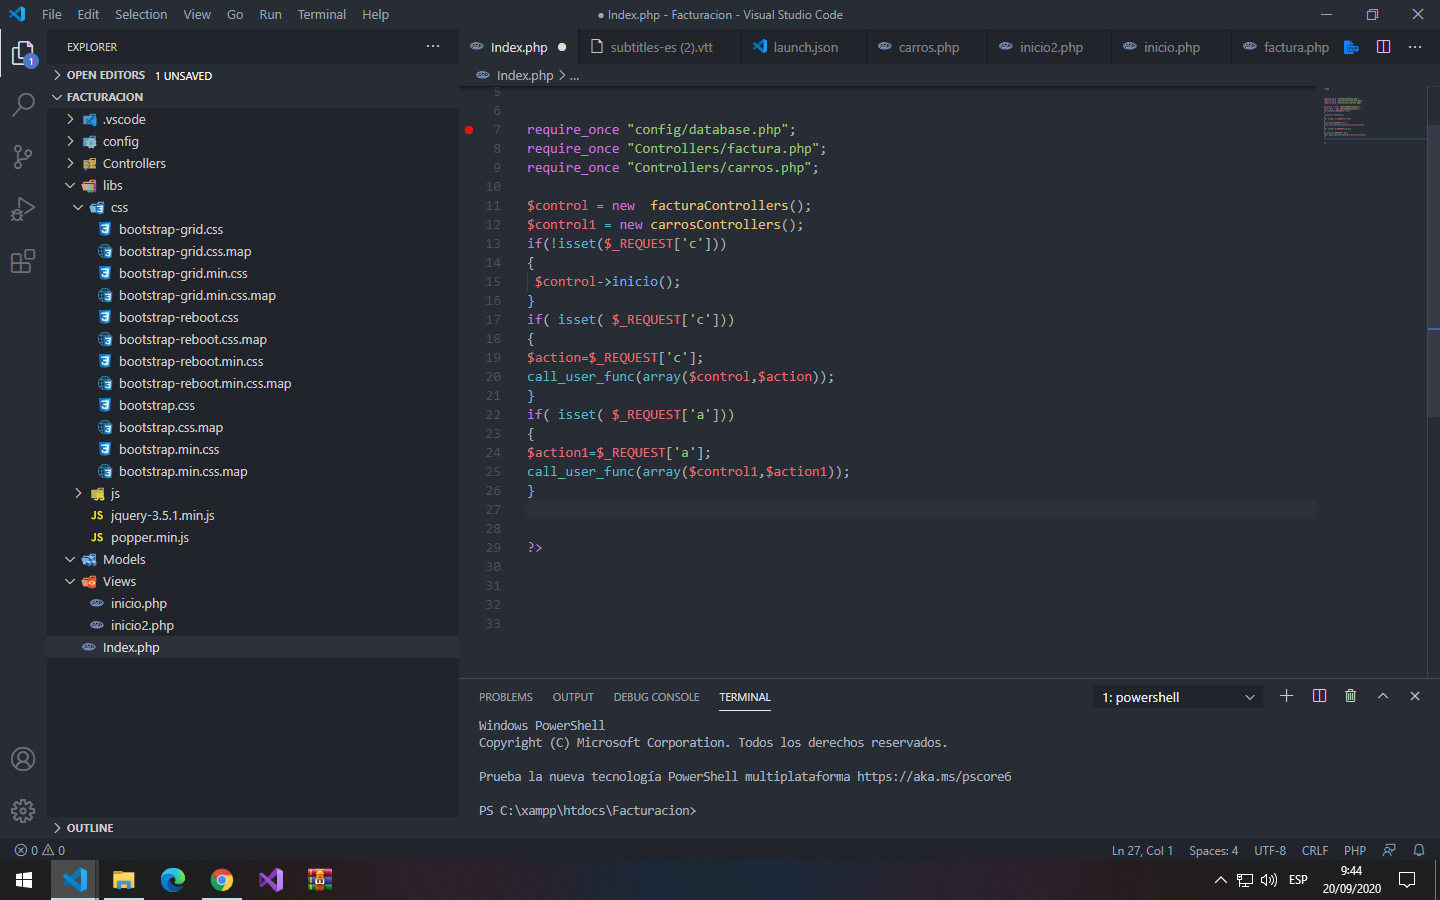 File Edit Selection View Go Run Terminal Help
● Index.php - Facturacion - Visual Studio Code
EXPLORER
Index.php
subtitles-es (2).vtt
launch.json
carros.php
inicio2.php
inicio.php
factura.php
OPEN EDITORS 1 UNSAVED
Index.php > ...
FACTURACION
.vscode
config
Controllers
libs
css
bootstrap-grid.css
bootstrap-grid.css.map
bootstrap-grid.min.css
bootstrap-grid.min.css.map
bootstrap-reboot.css
bootstrap-reboot.css.map
bootstrap-reboot.min.css
bootstrap-reboot.min.css.map
bootstrap.css
bootstrap.css.map
bootstrap.min.css
bootstrap.min.css.map
js
JS jquery-3.5.1.min.js
JS popper.min.js
Models
Views
inicio.php
inicio2.php
Index.php
OUTLINE
1
5
6
7 require_once "config/database.php";
8 require_once "Controllers/factura.php";
9 require_once "Controllers/carros.php";
10
11 $control = new  facturaControllers();
12 $control1 = new carrosControllers();
13 if(!isset($_REQUEST['c']))
14 {
15  $control->inicio();
16 }
17 if( isset( $_REQUEST['c']))
18 {
19 $action=$_REQUEST['c'];
20 call_user_func(array($control,$action));
21 }
22 if( isset( $_REQUEST['a']))
23 {
24 $action1=$_REQUEST['a'];
25 call_user_func(array($control1,$action1));
26 }
27
28
29 ?>
30
31
32
33
PROBLEMS OUTPUT DEBUG CONSOLE TERMINAL
1: powershell
Windows PowerShell
Copyright (C) Microsoft Corporation. Todos los derechos reservados.
Prueba la nueva tecnología PowerShell multiplataforma https://aka.ms/pscore6
PS C:\xampp\htdocs\Facturacion>
0 0
Ln 27, Col 1 Spaces: 4 UTF-8 CRLF PHP
ESP
9:44
20/09/2020